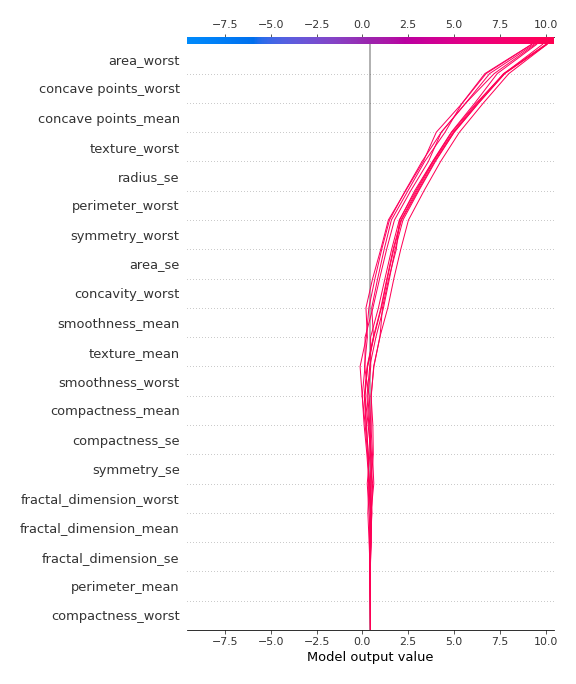 −7.5 −5.0 −2.5 0.0 2.5 5.0 7.5 10.0
area_worst
concave points_worst
concave points_mean
texture_worst
radius_se
perimeter_worst
symmetry_worst
area_se
concavity_worst
smoothness_mean
texture_mean
smoothness_worst
compactness_mean
compactness_se
symmetry_se
fractal_dimension_worst
fractal_dimension_mean
fractal_dimension_se
perimeter_mean
compactness_worst
−7.5 −5.0 −2.5 0.0 2.5 5.0 7.5 10.0
Model output value